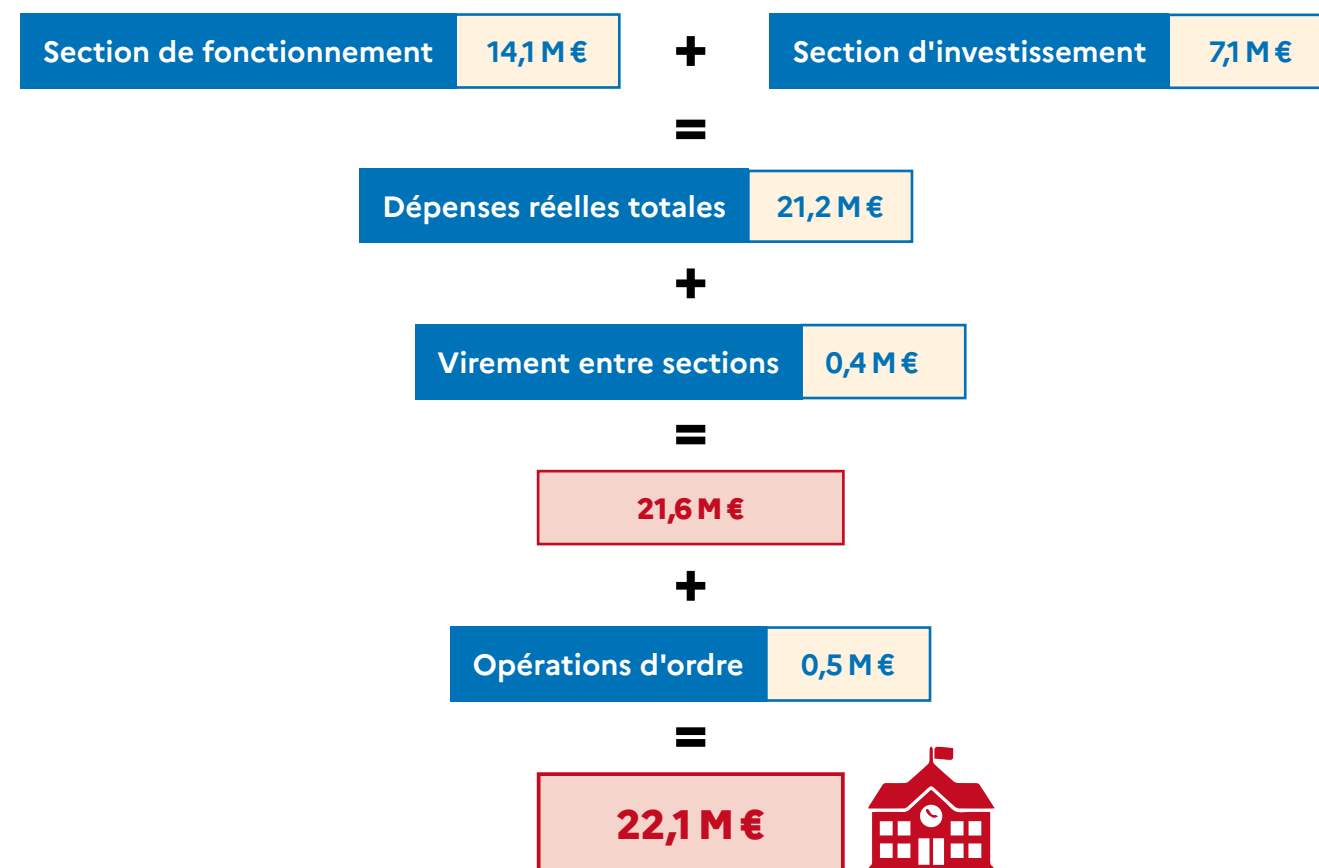 Section de fonctionnement 14,1 M € + Section d'investissement 7,1 M €
=
Dépenses réelles totales 21,2 M €
+
Virement entre sections 0,4 M €
=
21,6 M €
+
Opérations d'ordre 0,5 M €
=
22,1 M €